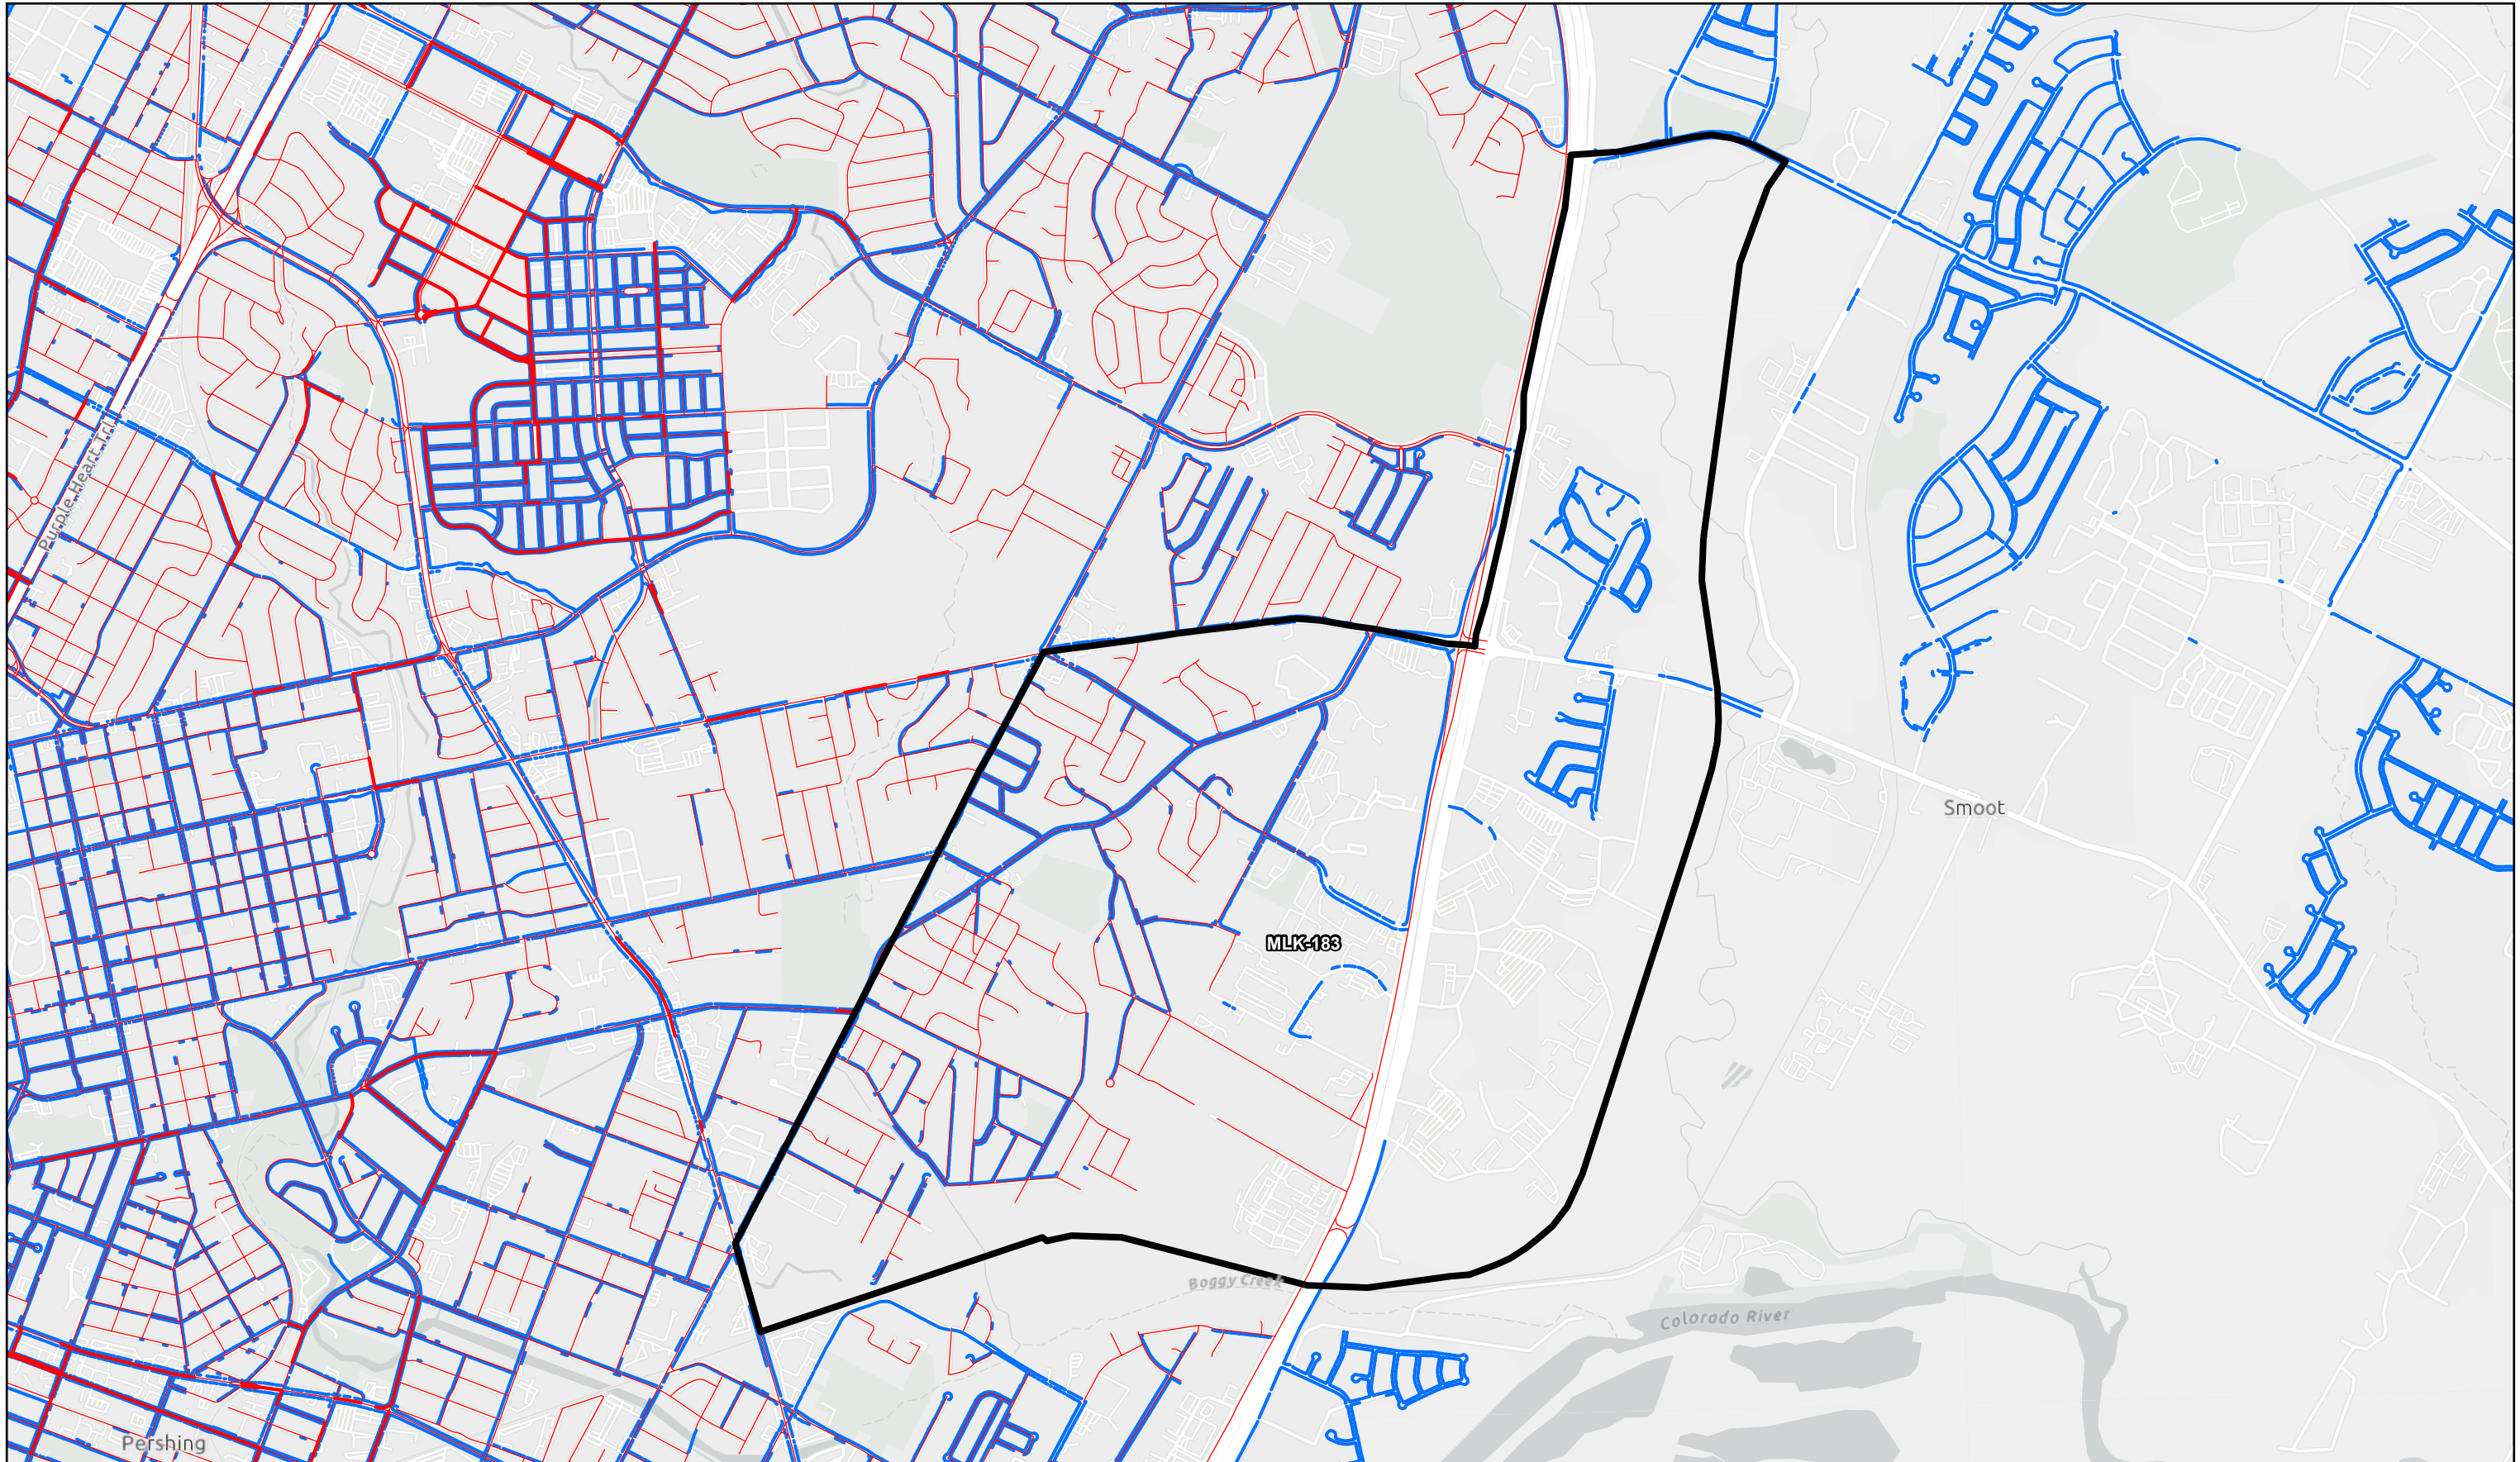 Purple Heart Trl
Smoot
MLK-183
Boggy Creek
Colorado River
Pershing